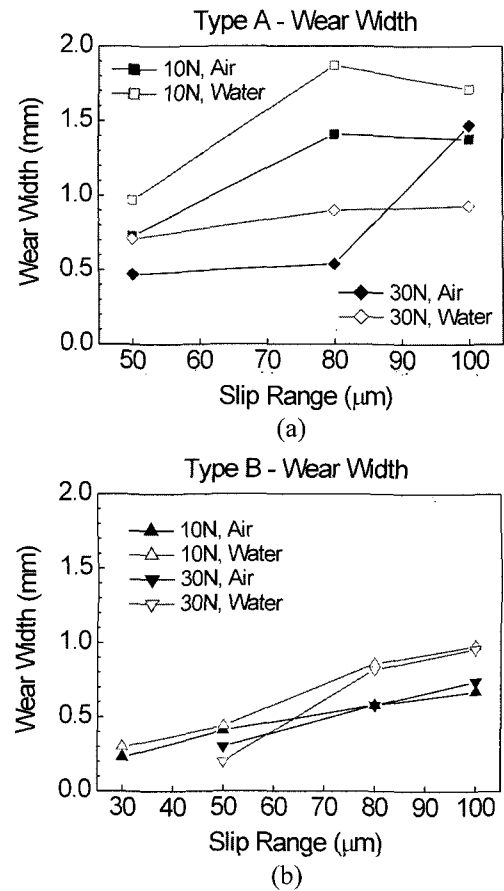 Type A - Wear Width
2.0
1.5
1.0
0.5
0.0
Wear Width (mm)
10N, Air
10N, Water
30N, Air
30N, Water
50 60 70 80 90 100
Slip Range (μm)
(a)
Type B - Wear Width
2.0
1.5
1.0
0.5
0.0
Wear Width (mm)
10N, Air
10N, Water
30N, Air
30N, Water
30 40 50 60 70 80 90 100
Slip Range (μm)
(b)